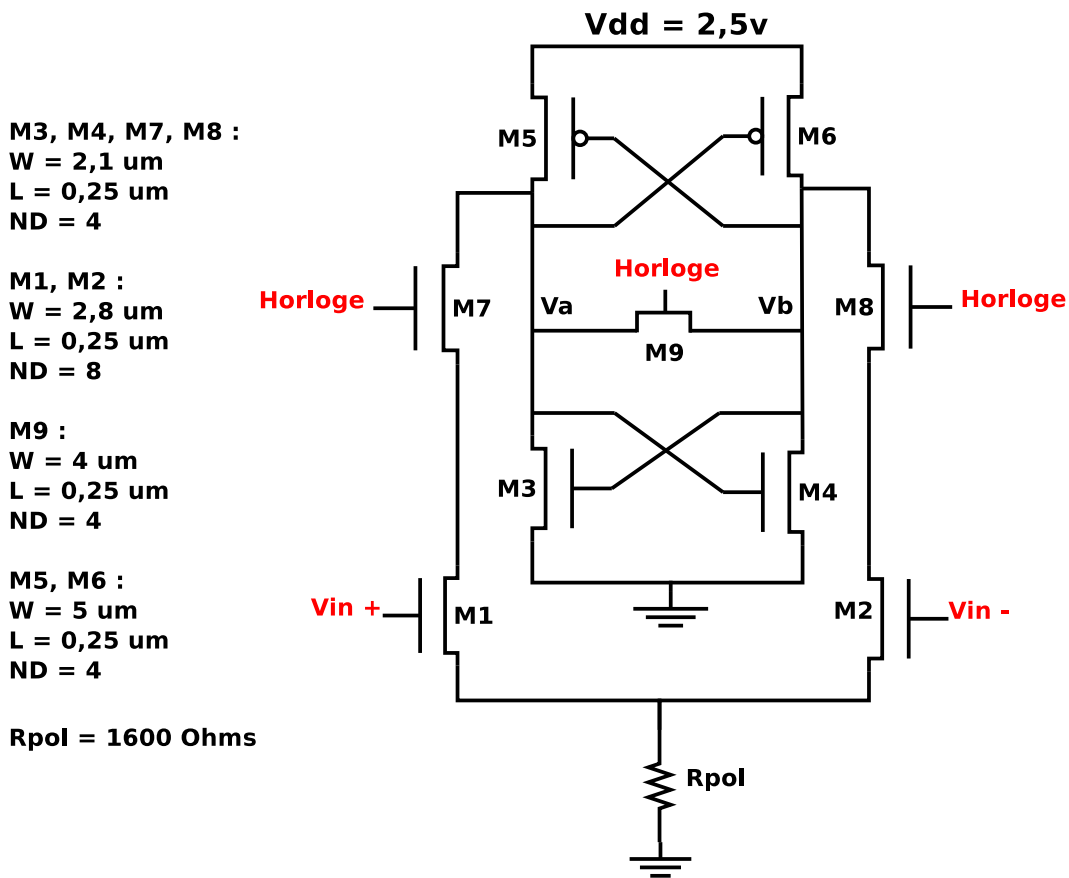 Vdd = 2,5v
M3, M4, M7, M8 :
W = 2,1 um
L = 0,25 um
ND = 4
M1, M2 :
W = 2,8 um
L = 0,25 um
ND = 8
M9 :
W = 4 um
L = 0,25 um
ND = 4
M5, M6 :
W = 5 um
L = 0,25 um
ND = 4
Rpol = 1600 Ohms
M5
M6
Horloge
Horloge
M7
Va
Vb
M8
Horloge
M9
M3
M4
Vin +
M1
M2
Vin -
Rpol